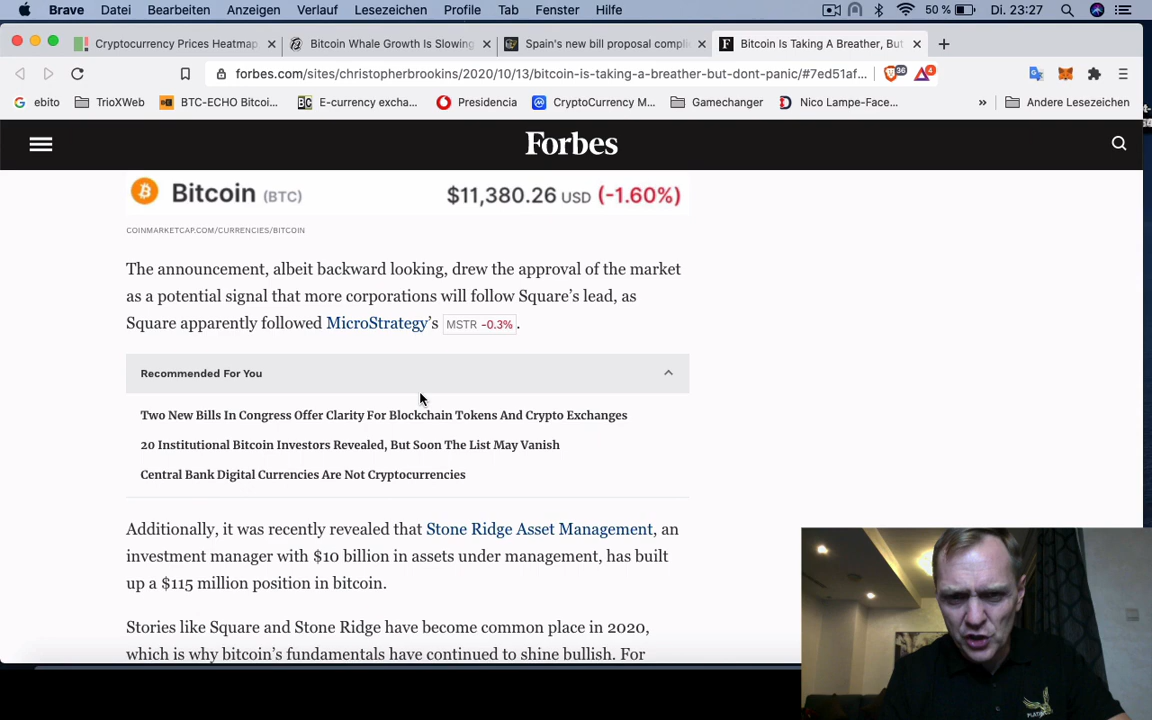 Brave Datei Bearbeiten Anzeigen Verlauf Lesezeichen Profile Tab Fenster Hilfe 50 % Di. 23:27
Cryptocurrency Prices Heatmap Bitcoin Whale Growth Is Slowing Spain's new bill proposal compli Bitcoin Is Taking A Breather, But
forbes.com/sites/christopherbrookins/2020/10/13/bitcoin-is-taking-a-breather-but-dont-panic/#7ed51af... 36 4
ebito TrioXWeb BTC-ECHO Bitcoi... E-currency excha... Presidencia CryptoCurrency M... Gamechanger Nico Lampe-Face... » Andere Lesezeichen
Forbes
Bitcoin (BTC) $11,380.26 USD (-1.60%)
COINMARKETCAP.COM/CURRENCIES/BITCOIN
The announcement, albeit backward looking, drew the approval of the market
as a potential signal that more corporations will follow Square's lead, as
Square apparently followed MicroStrategy's MSTR -0.3% .
Recommended For You
Two New Bills In Congress Offer Clarity For Blockchain Tokens And Crypto Exchanges
20 Institutional Bitcoin Investors Revealed, But Soon The List May Vanish
Central Bank Digital Currencies Are Not Cryptocurrencies
Additionally, it was recently revealed that Stone Ridge Asset Management, an
investment manager with $10 billion in assets under management, has built
up a $115 million position in bitcoin.
Stories like Square and Stone Ridge have become common place in 2020,
which is why bitcoin's fundamentals have continued to shine bullish. For